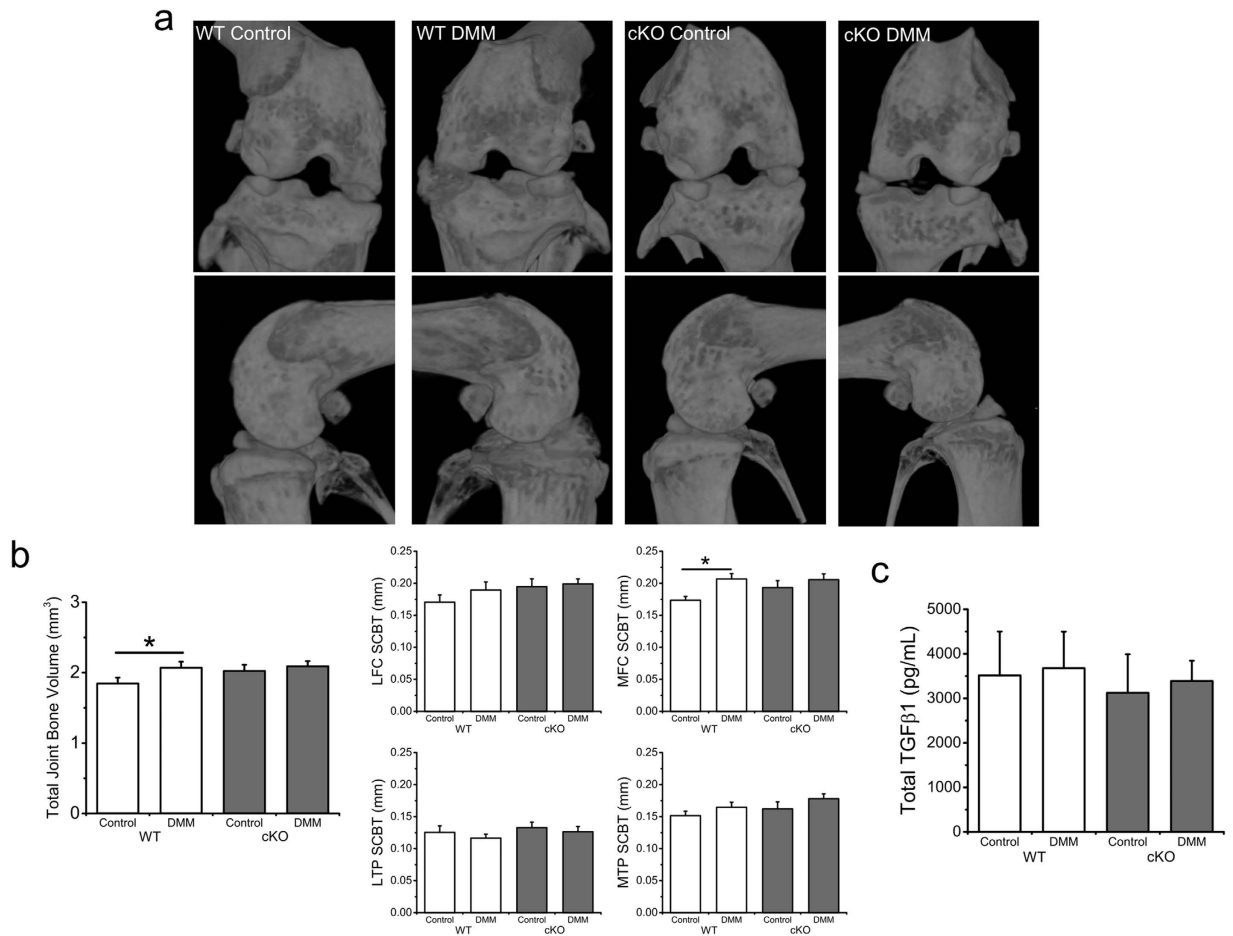 a
WT Control
WT DMM
cKO Control
cKO DMM
b
Total Joint Bone Volume (mm³)
3
2
1
0
Control
DMM
Control
DMM
WT
cKO
*
LFC SCBT (mm)
0.25
0.20
0.15
0.10
0.05
0.00
Control
DMM
Control
DMM
WT
cKO
MFC SCBT (mm)
0.25
0.20
0.15
0.10
0.05
0.00
*
Control
DMM
Control
DMM
WT
cKO
LTP SCBT (mm)
0.25
0.20
0.15
0.10
0.05
0.00
Control
DMM
Control
DMM
WT
cKO
MTP SCBT (mm)
0.25
0.20
0.15
0.10
0.05
0.00
Control
DMM
Control
DMM
WT
cKO
c
Total TGFβ1 (pg/mL)
5000
4000
3000
2000
1000
0
Control
DMM
Control
DMM
WT
cKO